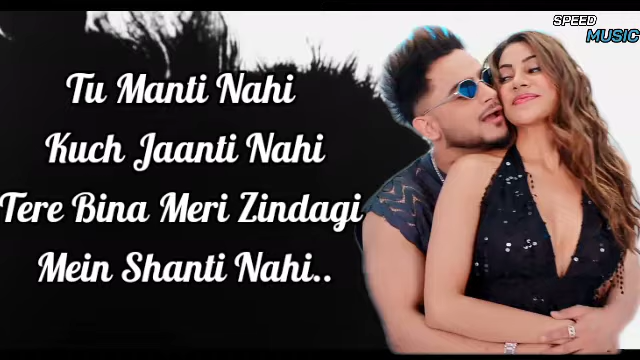 SPEED
MUSIC
Tu Manti Nahi
Kuch Jaanti Nahi
Tere Bina Meri Zindagi
Mein Shanti Nahi..